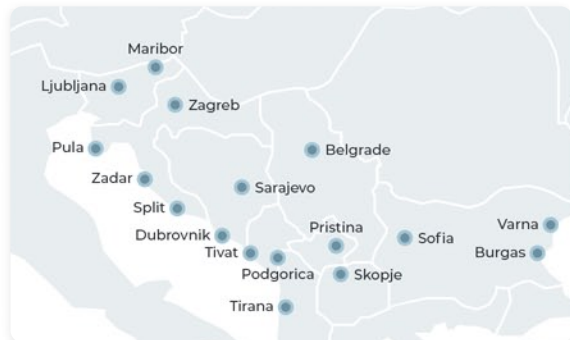 Maribor
Ljubljana
Zagreb
Pula
Belgrade
Zadar
Sarajevo
Split
Dubrovnik
Pristina
Varna
Sofia
Tivat
Burgas
Podgorica
Skopje
Tirana